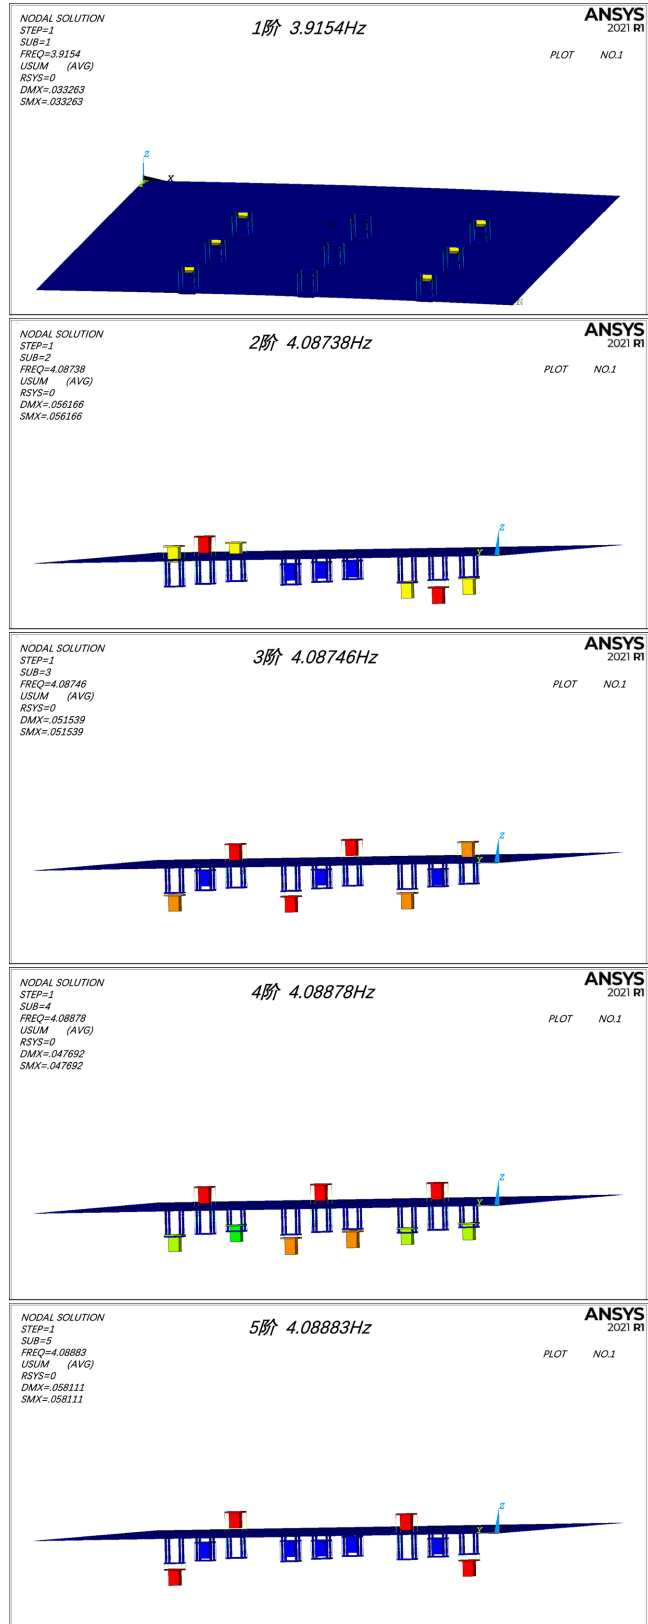 NODAL SOLUTION
STEP=1
SUB=1
FREQ=3.9154
USUM (AVG)
RSYS=0
DMX=.033263
SMX=.033263
1阶 3.9154Hz
ANSYS
2021 R1
PLOT NO.1
Z
X
NODAL SOLUTION
STEP=1
SUB=2
FREQ=4.08738
USUM (AVG)
RSYS=0
DMX=.056166
SMX=.056166
2阶 4.08738Hz
ANSYS
2021 R1
PLOT NO.1
Z
Y
NODAL SOLUTION
STEP=1
SUB=3
FREQ=4.08746
USUM (AVG)
RSYS=0
DMX=.051539
SMX=.051539
3阶 4.08746Hz
ANSYS
2021 R1
PLOT NO.1
Z
Y
NODAL SOLUTION
STEP=1
SUB=4
FREQ=4.08878
USUM (AVG)
RSYS=0
DMX=.047692
SMX=.047692
4阶 4.08878Hz
ANSYS
2021 R1
PLOT NO.1
Z
Y
NODAL SOLUTION
STEP=1
SUB=5
FREQ=4.08883
USUM (AVG)
RSYS=0
DMX=.058111
SMX=.058111
5阶 4.08883Hz
ANSYS
2021 R1
PLOT NO.1
Z
Y